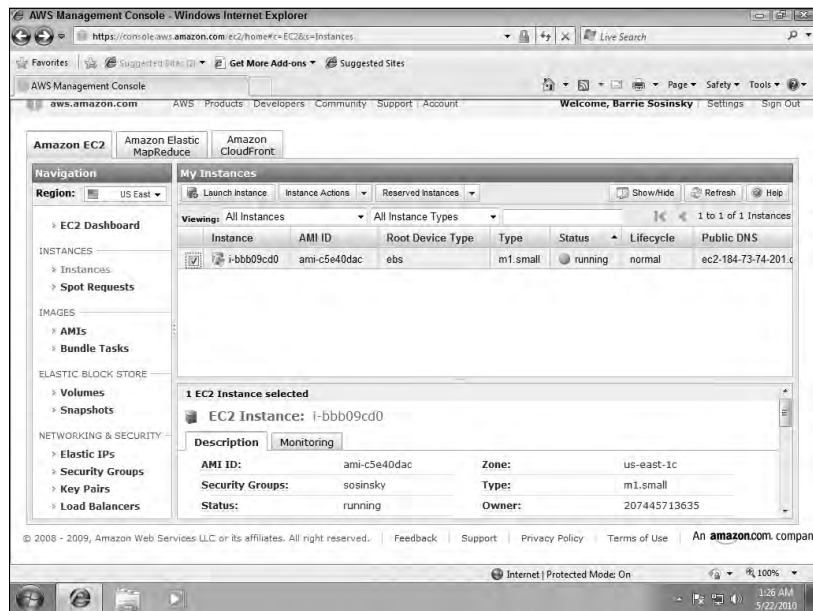 AWS Management Console - Windows Internet Explorer
https://console.aws.amazon.com/ec2/home#c=EC2&s=Instances
Live Search
Favorites Suggested Sites (2) Get More Add-ons Suggested Sites
AWS Management Console
Page Safety Tools
aws.amazon.com AWS Products Developers Community Support Account Welcome, Barrie Sosinsky Settings Sign Out
Amazon EC2 Amazon Elastic MapReduce Amazon CloudFront
Navigation
Region: US East
EC2 Dashboard
INSTANCES
Instances
Spot Requests
IMAGES
AMIs
Bundle Tasks
ELASTIC BLOCK STORE
Volumes
Snapshots
NETWORKING & SECURITY
Elastic IPs
Security Groups
Key Pairs
Load Balancers
My Instances
Launch Instance Instance Actions Reserved Instances Show/Hide Refresh Help
Viewing: All Instances All Instance Types 1 to 1 of 1 Instances
Instance AMI ID Root Device Type Type Status Lifecycle Public DNS
i-bbb09cd0 ami-c5e40dac ebs m1.small running normal ec2-184-73-74-201.c
1 EC2 Instance selected
EC2 Instance: i-bbb09cd0
Description Monitoring
AMI ID: ami-c5e40dac Zone: us-east-1c
Security Groups: sosinsky Type: m1.small
Status: running Owner: 207445713635
© 2008 - 2009, Amazon Web Services LLC or its affiliates. All right reserved. Feedback Support Privacy Policy Terms of Use An amazon.com. compan
Internet | Protected Mode: On 100%
1:26 AM
5/22/2010